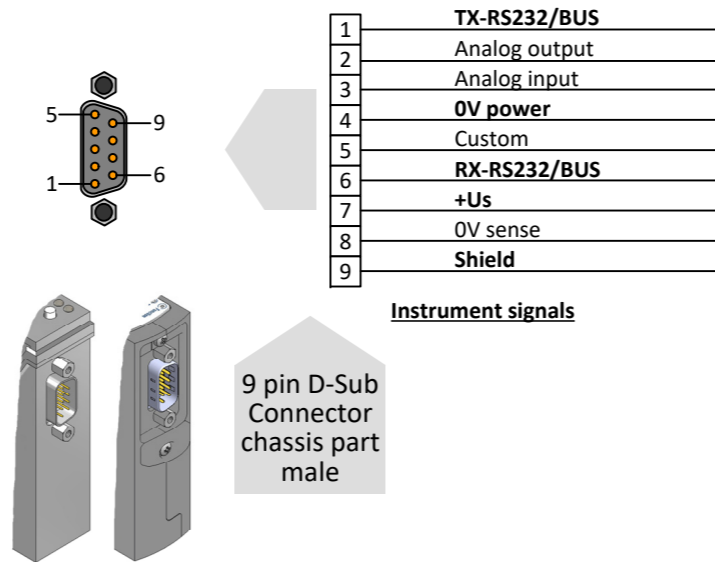 1 TX-RS232/BUS
2 Analog output
3 Analog input
4 0V power
5 Custom
6 RX-RS232/BUS
7 +Us
8 0V sense
9 Shield
Instrument signals
5
9
1
6
9 pin D-Sub
Connector
chassis part
male